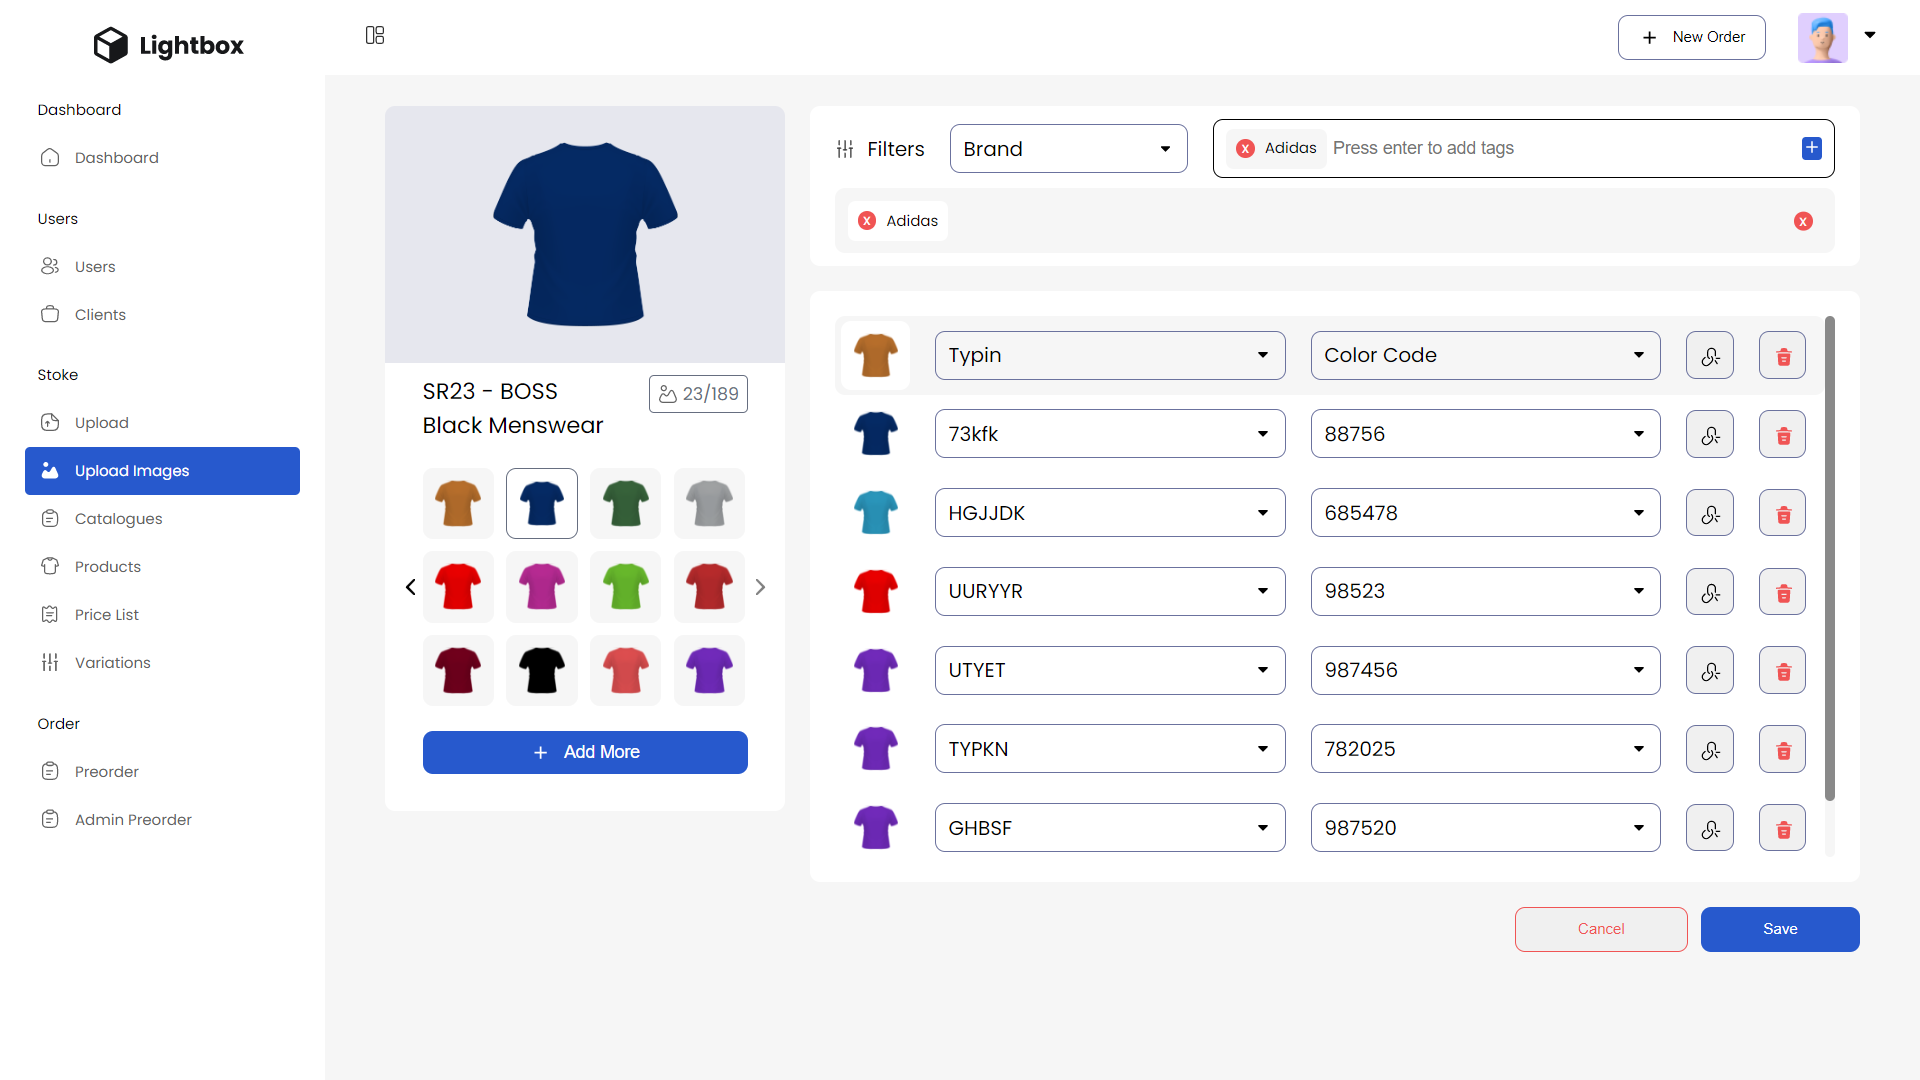 Lightbox
New Order
Dashboard
Dashboard
Users
Users
Clients
Stoke
Upload
Upload Images
Catalogues
Products
Price List
Variations
Order
Preorder
Admin Preorder
SR23 - BOSS
Black Menswear
23/189
Add More
Filters
Brand
x Adidas
Press enter to add tags
x Adidas
x
Typin
Color Code
73kfk
88756
HGJJDK
685478
UURYYR
98523
UTYET
987456
TYPKN
782025
GHBSF
987520
Cancel
Save